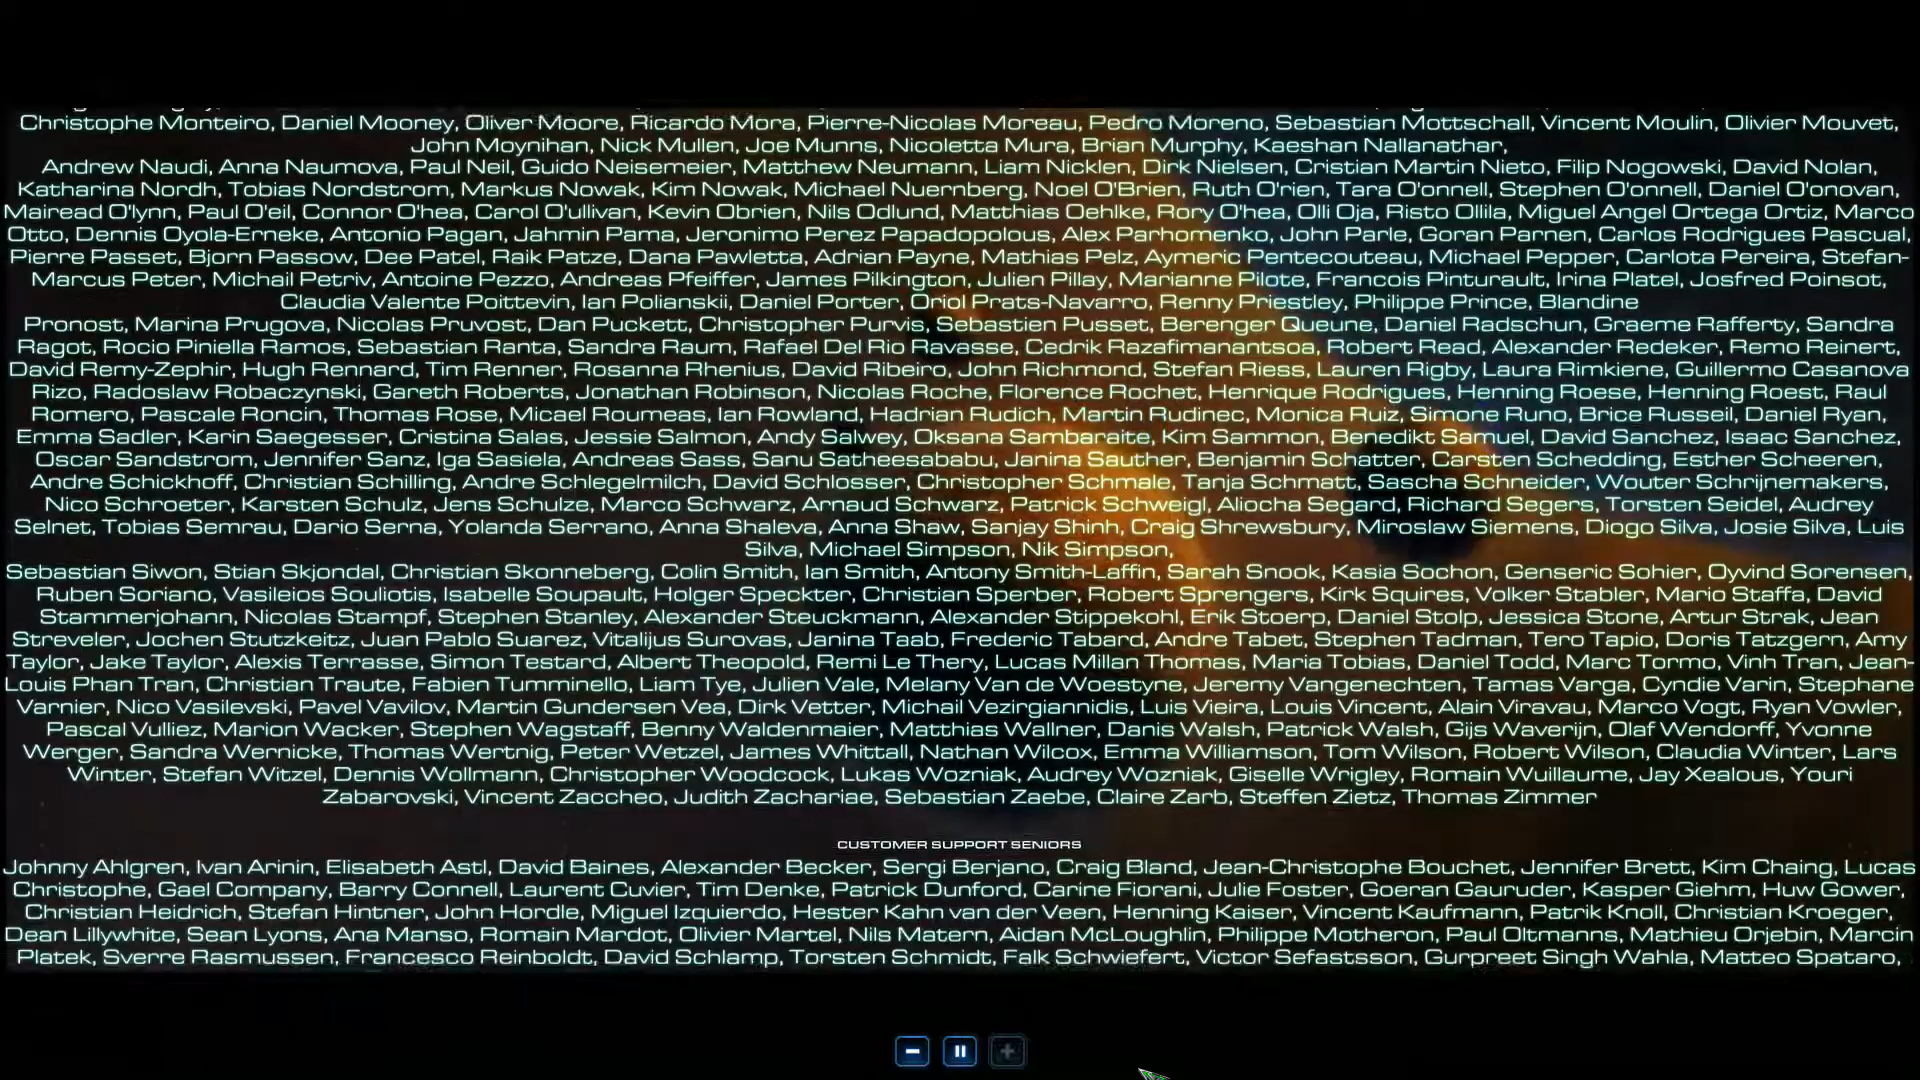 Christophe Monteiro, Daniel Mooney, Oliver Moore, Ricardo Mora, Pierre-Nicolas Moreau, Pedro Moreno, Sebastian Mottschall, Vincent Moulin, Olivier Mouvet,
John Moynihan, Nick Mullen, Joe Munns, Nicoletta Mura, Brian Murphy, Kaeshan Nallanathar,
Andrew Naudi, Anna Naumova, Paul Neil, Guido Neisemeier, Matthew Neumann, Liam Nicklen, Dirk Nielsen, Cristian Martin Nieto, Filip Nogowski, David Nolan,
Katharina Nordh, Tobias Nordstrom, Markus Nowak, Kim Nowak, Michael Nuernberg, Noel O'Brien, Ruth O'rien, Tara O'onnell, Stephen O'onnell, Daniel O'onovan,
Mairead O'lynn, Paul O'eil, Connor O'hea, Carol O'ullivan, Kevin Obrien, Nils Odlund, Matthias Oehlke, Rory O'hea, Olli Oja, Risto Ollila, Miguel Angel Ortega Ortiz, Marco
Otto, Dennis Oyola-Erneke, Antonio Pagan, Jahmin Pama, Jeronimo Perez Papadopolous, Alex Parhomenko, John Parle, Goran Parnen, Carlos Rodrigues Pascual,
Pierre Passet, Bjorn Passow, Dee Patel, Raik Patze, Dana Pawletta, Adrian Payne, Mathias Pelz, Aymeric Pentecouteau, Michael Pepper, Carlota Pereira, Stefan-
Marcus Peter, Michail Petriv, Antoine Pezzo, Andreas Pfeiffer, James Pilkington, Julien Pillay, Marianne Pilote, Francois Pinturault, Irina Platel, Josfred Poinsot,
Claudia Valente Poittevin, Ian Polianskii, Daniel Porter, Oriol Prats-Navarro, Renny Priestley, Philippe Prince, Blandine
Pronost, Marina Prugova, Nicolas Pruvost, Dan Puckett, Christopher Purvis, Sebastien Pusset, Berenger Queune, Daniel Radschun, Graeme Rafferty, Sandra
Ragot, Rocio Piniella Ramos, Sebastian Ranta, Sandra Raum, Rafael Del Rio Ravasse, Cedrik Razafimanantsoa, Robert Read, Alexander Redeker, Remo Reinert,
David Remy-Zephir, Hugh Rennard, Tim Renner, Rosanna Rhenius, David Ribeiro, John Richmond, Stefan Riess, Lauren Rigby, Laura Rimkiene, Guillermo Casanova
Rizo, Radoslaw Robaczynski, Gareth Roberts, Jonathan Robinson, Nicolas Roche, Florence Rochet, Henrique Rodrigues, Henning Roese, Henning Roest, Raul
Romero, Pascale Roncin, Thomas Rose, Micael Roumeas, Ian Rowland, Hadrian Rudich, Martin Rudinec, Monica Ruiz, Simone Runo, Brice Russeil, Daniel Ryan,
Emma Sadler, Karin Saegesser, Cristina Salas, Jessie Salmon, Andy Salwey, Oksana Sambaraite, Kim Sammon, Benedikt Samuel, David Sanchez, Isaac Sanchez,
Oscar Sandstrom, Jennifer Sanz, Iga Sasiela, Andreas Sass, Sanu Satheesababu, Janina Sauther, Benjamin Schatter, Carsten Schedding, Esther Scheeren,
Andre Schickhoff, Christian Schilling, Andre Schlegelmilch, David Schlosser, Christopher Schmale, Tanja Schmatt, Sascha Schneider, Wouter Schrijnemakers,
Nico Schroeter, Karsten Schulz, Jens Schulze, Marco Schwarz, Arnaud Schwarz, Patrick Schweigl, Aliocha Segard, Richard Segers, Torsten Seidel, Audrey
Selnet, Tobias Semrau, Dario Serna, Yolanda Serrano, Anna Shaleva, Anna Shaw, Sanjay Shinh, Craig Shrewsbury, Miroslaw Siemens, Diogo Silva, Josie Silva, Luis
Silva, Michael Simpson, Nik Simpson,
Sebastian Siwon, Stian Skjondal, Christian Skonneberg, Colin Smith, Ian Smith, Antony Smith-Laffin, Sarah Snook, Kasia Sochon, Genseric Sohier, Oyvind Sorensen,
Ruben Soriano, Vasileios Souliotis, Isabelle Soupault, Holger Speckter, Christian Sperber, Robert Sprengers, Kirk Squires, Volker Stabler, Mario Staffa, David
Stammerjohann, Nicolas Stampf, Stephen Stanley, Alexander Steuckmann, Alexander Stippekohl, Erik Stoerp, Daniel Stolp, Jessica Stone, Artur Strak, Jean
Streveler, Jochen Stutzkeitz, Juan Pablo Suarez, Vitalijus Surovas, Janina Taab, Frederic Tabard, Andre Tabet, Stephen Tadman, Tero Tapio, Doris Tatzgern, Amy
Taylor, Jake Taylor, Alexis Terrasse, Simon Testard, Albert Theopold, Remi Le Thery, Lucas Millan Thomas, Maria Tobias, Daniel Todd, Marc Tormo, Vinh Tran, Jean-
Louis Phan Tran, Christian Traute, Fabien Tumminello, Liam Tye, Julien Vale, Melany Van de Woestyne, Jeremy Vangenechten, Tamas Varga, Cyndie Varin, Stephane
Varnier, Nico Vasilevski, Pavel Vavilov, Martin Gundersen Vea, Dirk Vetter, Michail Vezirgiannidis, Luis Vieira, Louis Vincent, Alain Viravau, Marco Vogt, Ryan Vowler,
Pascal Vulliez, Marion Wacker, Stephen Wagstaff, Benny Waldenmaier, Matthias Wallner, Danis Walsh, Patrick Walsh, Gijs Waverijn, Olaf Wendorff, Yvonne
Werger, Sandra Wernicke, Thomas Wertnig, Peter Wetzel, James Whittall, Nathan Wilcox, Emma Williamson, Tom Wilson, Robert Wilson, Claudia Winter, Lars
Winter, Stefan Witzel, Dennis Wollmann, Christopher Woodcock, Lukas Wozniak, Audrey Wozniak, Giselle Wrigley, Romain Wuillaume, Jay Xealous, Youri
Zabarovski, Vincent Zaccheo, Judith Zachariae, Sebastian Zaebe, Claire Zarb, Steffen Zietz, Thomas Zimmer
CUSTOMER SUPPORT SENIORS
Johnny Ahlgren, Ivan Arinin, Elisabeth Astl, David Baines, Alexander Becker, Sergi Berjano, Craig Bland, Jean-Christophe Bouchet, Jennifer Brett, Kim Chaing, Lucas
Christophe, Gael Company, Barry Connell, Laurent Cuvier, Tim Denke, Patrick Dunford, Carine Fiorani, Julie Foster, Goeran Gauruder, Kasper Giehm, Huw Gower,
Christian Heidrich, Stefan Hintner, John Hordle, Miguel Izquierdo, Hester Kahn van der Veen, Henning Kaiser, Vincent Kaufmann, Patrik Knoll, Christian Kroeger,
Dean Lillywhite, Sean Lyons, Ana Manso, Romain Mardot, Olivier Martel, Nils Matern, Aidan McLoughlin, Philippe Motheron, Paul Oltmanns, Mathieu Orjebin, Marcin
Platek, Sverre Rasmussen, Francesco Reinboldt, David Schlamp, Torsten Schmidt, Falk Schwiefert, Victor Sefastsson, Gurpreet Singh Wahla, Matteo Spataro,